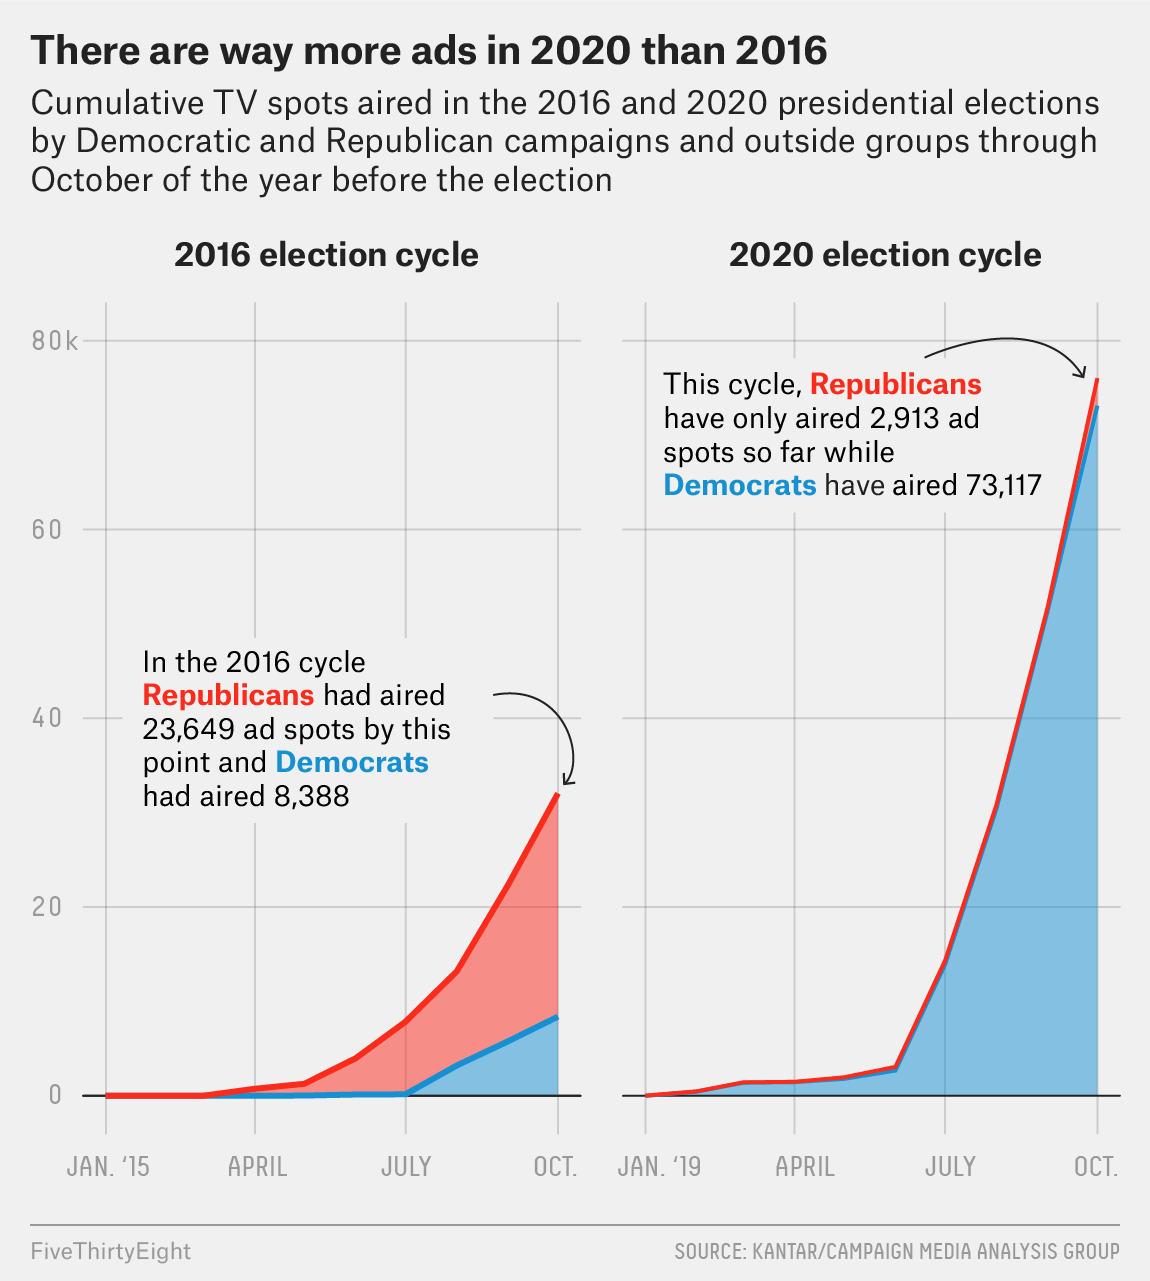 There are way more ads in 2020 than 2016
Cumulative TV spots aired in the 2016 and 2020 presidential elections
by Democratic and Republican campaigns and outside groups through
October of the year before the election
2016 election cycle
2020 election cycle
80k
60
40
20
0
In the 2016 cycle
Republicans had aired
23,649 ad spots by this
point and Democrats
had aired 8,388
This cycle, Republicans
have only aired 2,913 ad
spots so far while
Democrats have aired 73,117
JAN. ‘15
APRIL
JULY
OCT.
JAN. ‘19
APRIL
JULY
OCT.
FiveThirtyEight
SOURCE: KANTAR/CAMPAIGN MEDIA ANALYSIS GROUP